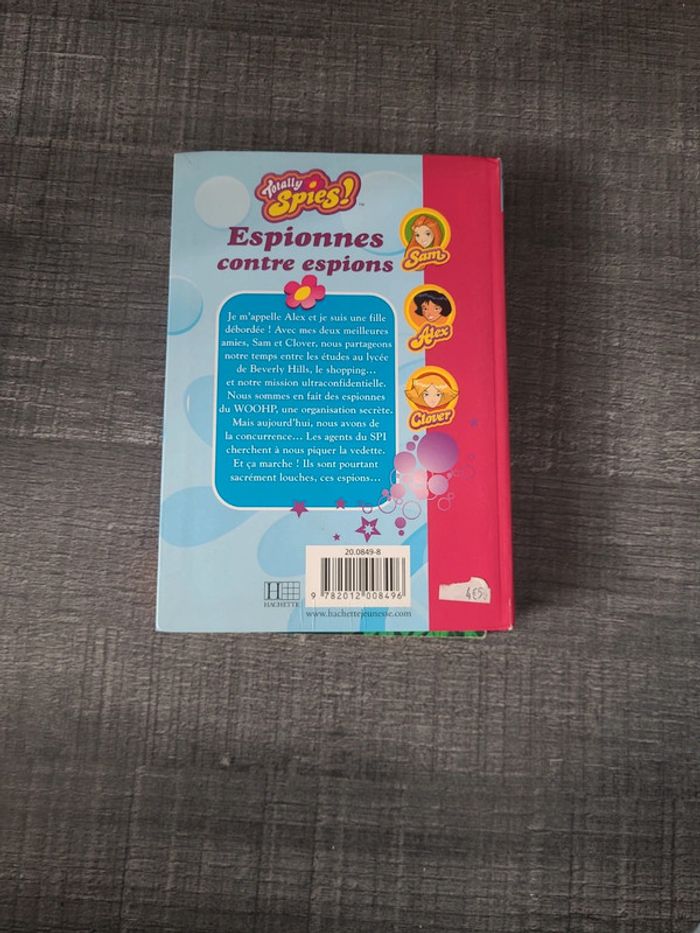 Totally
Spies!
TM
Espionnes
contre espions
Sam
Alex
Clover
Je m'appelle Alex et je suis une fille
débordée ! Avec mes deux meilleures
amies, Sam et Clover, nous partageons
notre temps entre les études au lycée
de Beverly Hills, le shopping...
et notre mission ultraconfidentielle.
Nous sommes en fait des espionnes
du WOOHP, une organisation secrète.
Mais aujourd'hui, nous avons de
la concurrence... Les agents du SPI
cherchent à nous piquer la vedette.
Et ça marche ! Ils sont pourtant
sacrément louches, ces espions...
20.0849-8
9 782012 008496
H
HACHETTE
www.hachettejeunesse.com
4€5